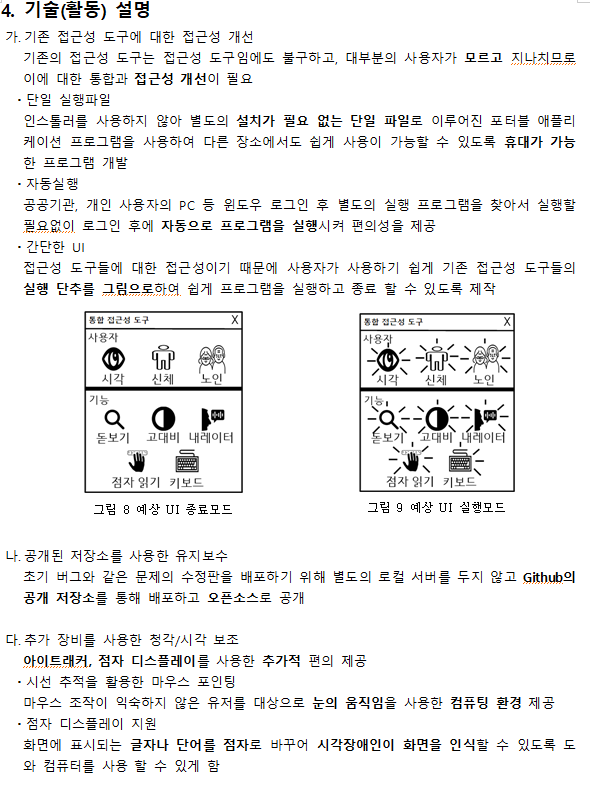 4. 기술(활동) 설명
가. 기존 접근성 도구에 대한 접근성 개선
기존의 접근성 도구는 접근성 도구임에도 불구하고, 대부분의 사용자가 모르고 지나치므로
이에 대한 통합과 접근성 개선이 필요
· 단일 실행파일
인스톨러를 사용하지 않아 별도의 설치가 필요 없는 단일 파일로 이루어진 포터블 애플리
케이션 프로그램을 사용하여 다른 장소에서도 쉽게 사용이 가능할 수 있도록 휴대가 가능
한 프로그램 개발
· 자동실행
공공기관, 개인 사용자의 PC 등 윈도우 로그인 후 별도의 실행 프로그램을 찾아서 실행할
필요없이 로그인 후에 자동으로 프로그램을 실행시켜 편의성을 제공
· 간단한 UI
접근성 도구들에 대한 접근성이기 때문에 사용자가 사용하기 쉽게 기존 접근성 도구들의
실행 단추를 그림으로하여 쉽게 프로그램을 실행하고 종료 할 수 있도록 제작
통합 접근성 도구 X
사용자
시각 신체 노인
기능
돋보기 고대비 내레이터
점자 읽기 키보드
그림 8 예상 UI 종료모드
통합 접근성 도구 X
사용자
시각 신체 노인
기능
돋보기 고대비 내레이터
점자 읽기 키보드
그림 9 예상 UI 실행모드
나. 공개된 저장소를 사용한 유지보수
초기 버그와 같은 문제의 수정판을 배포하기 위해 별도의 로컬 서버를 두지 않고 Github의
공개 저장소를 통해 배포하고 오픈소스로 공개
다. 추가 장비를 사용한 청각/시각 보조
아이트래커, 점자 디스플레이를 사용한 추가적 편의 제공
· 시선 추적을 활용한 마우스 포인팅
마우스 조작이 익숙하지 않은 유저를 대상으로 눈의 움직임을 사용한 컴퓨팅 환경 제공
· 점자 디스플레이 지원
화면에 표시되는 글자나 단어를 점자로 바꾸어 시각장애인이 화면을 인식할 수 있도록 도
와 컴퓨터를 사용 할 수 있게 함